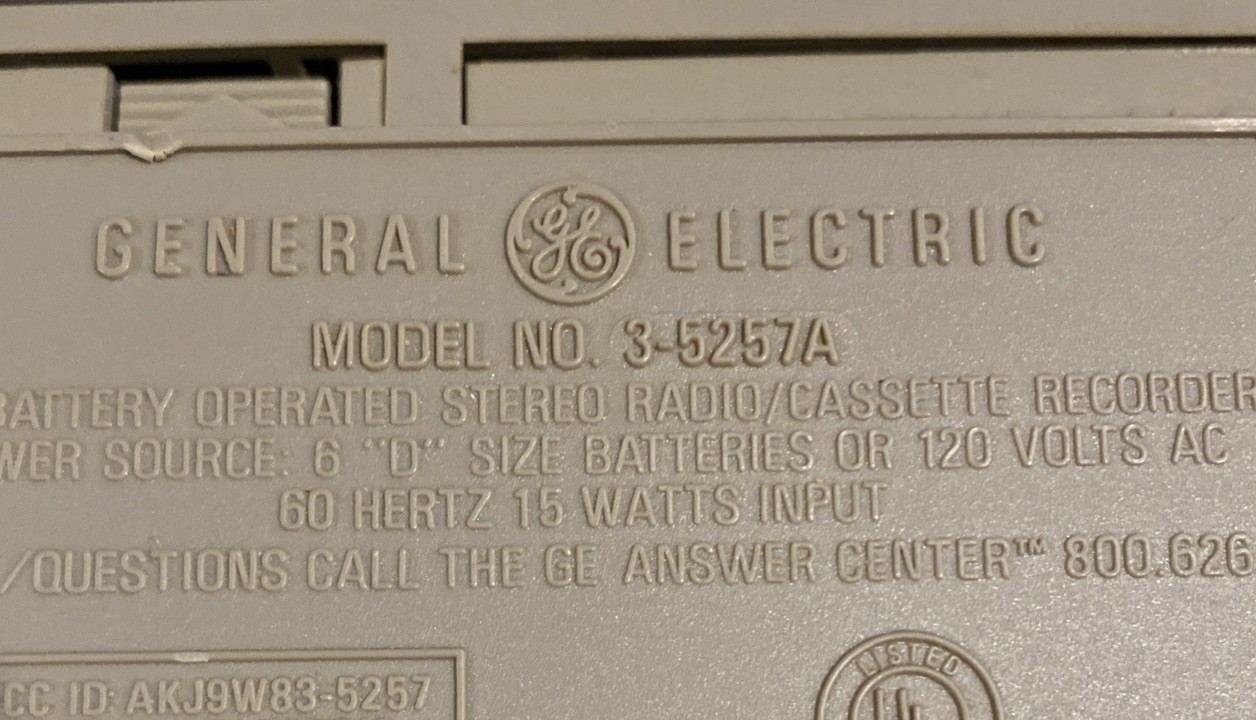 GENERAL GE ELECTRIC
MODEL NO. 3-5257A
BATTERY OPERATED STEREO RADIO/CASSETTE RECORDER
WER SOURCE: 6 "D" SIZE BATTERIES OR 120 VOLTS AC
60 HERTZ 15 WATTS INPUT
/QUESTIONS CALL THE GE ANSWER CENTER™ 800.626
LISTED
UL
CC ID: AKJ9W83-5257